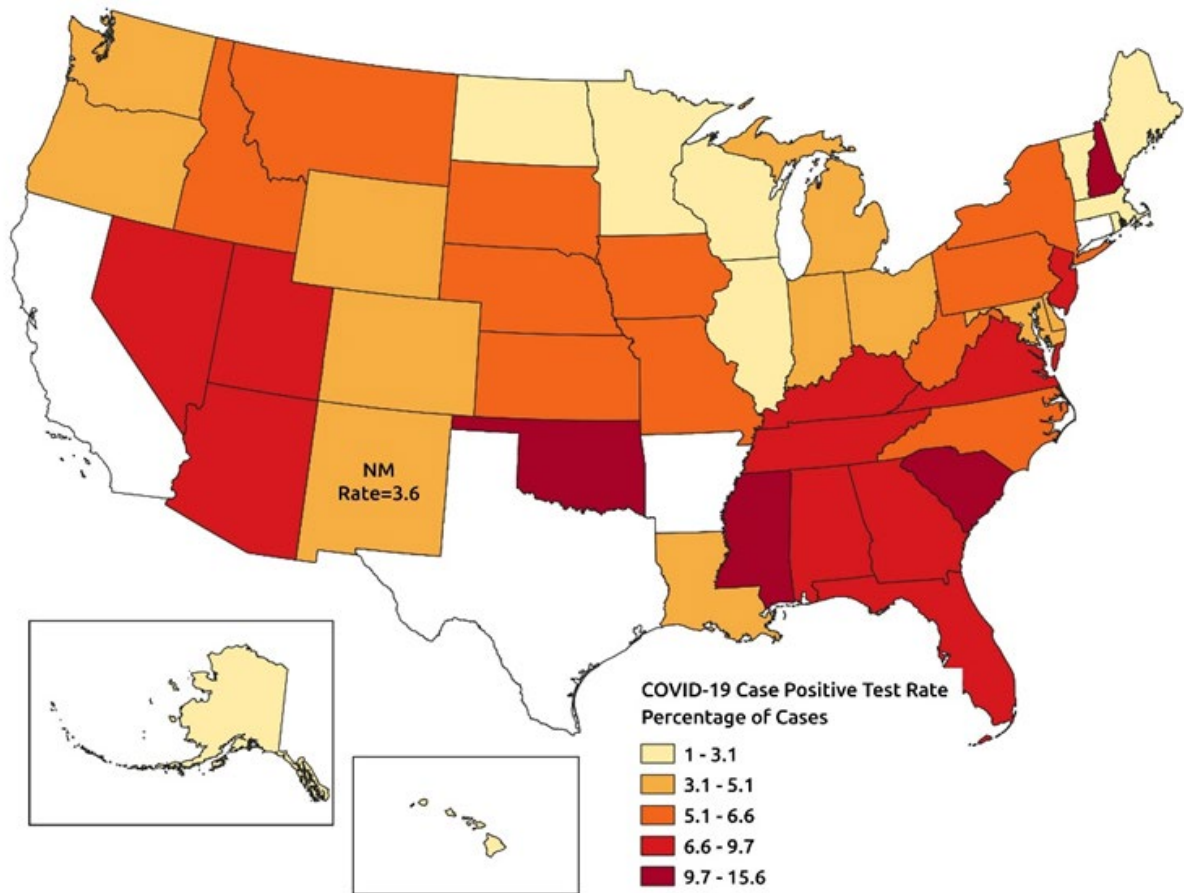 NM
Rate=3.6
COVID-19 Case Positive Test Rate
Percentage of Cases
1 - 3.1
3.1 - 5.1
5.1 - 6.6
6.6 - 9.7
9.7 - 15.6